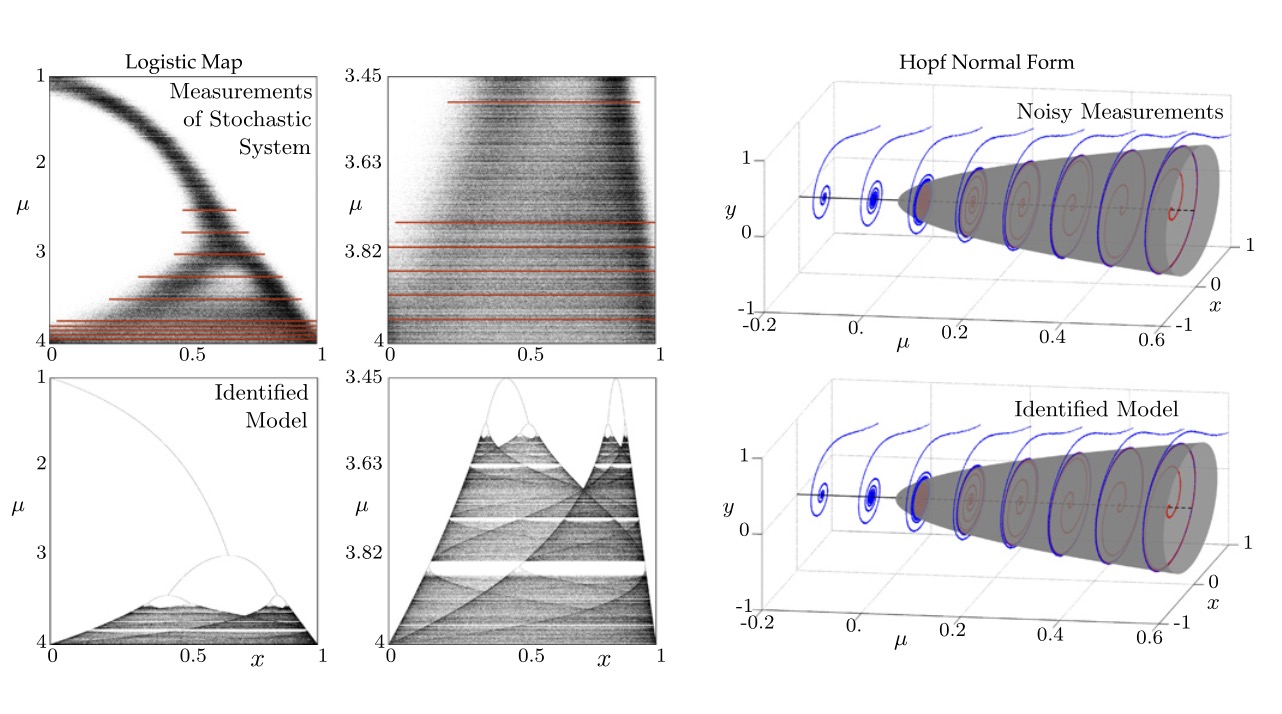 Logistic Map
Measurements
of Stochastic
System
1
2
μ
3
4
0
0.5
1
3.45
3.63
μ
3.82
4
0
0.5
1
Identified
Model
1
2
μ
3
4
0
0.5
x
1
3.45
3.63
μ
3.82
4
0
0.5
x
1
Hopf Normal Form
Noisy Measurements
1
y
0
-1
-0.2
0.
μ
0.2
0.4
0.6
-1
x
0
1
Identified Model
1
y
0
-1
-0.2
0.
μ
0.2
0.4
0.6
-1
x
0
1